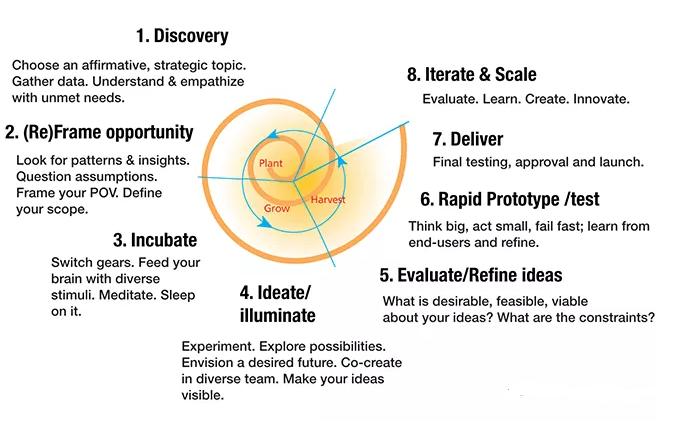 1. Discovery
Choose an affirmative, strategic topic.
Gather data. Understand & empathize
with unmet needs.
2. (Re)Frame opportunity
Look for patterns & insights.
Question assumptions.
Frame your POV. Define
your scope.
3. Incubate
Switch gears. Feed your
brain with diverse
stimuli. Meditate. Sleep
on it.
4. Ideate/
illuminate
Experiment. Explore possibilities.
Envision a desired future. Co-create
in diverse team. Make your ideas
visible.
5. Evaluate/Refine ideas
What is desirable, feasible, viable
about your ideas? What are the constraints?
6. Rapid Prototype /test
Think big, act small, fail fast; learn from
end-users and refine.
7. Deliver
Final testing, approval and launch.
8. Iterate & Scale
Evaluate. Learn. Create. Innovate.
Plant
Grow
Harvest